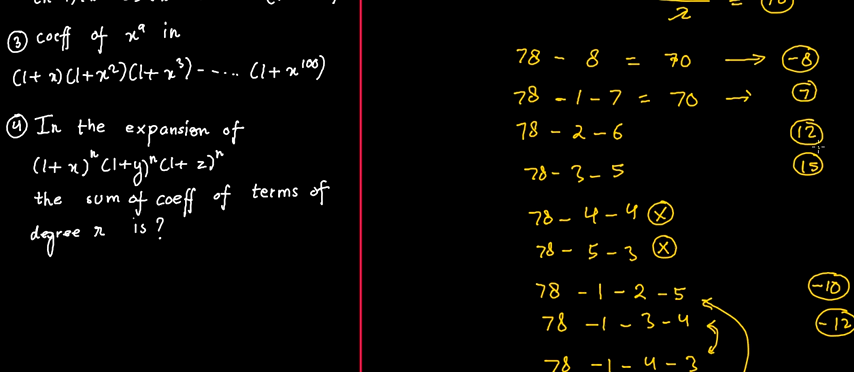 ③ coeff of x⁹ in
(1+x)(1+x²)(1+x³)-....(1+x¹⁰⁰)
④ In the expansion of
(1+x)ⁿ(1+y)ⁿ(1+z)ⁿ
the sum of coeff of terms of
degree r is?
78 - 8 = 70 → -8
78 - 1 - 7 = 70 → 7
78 - 2 - 6 12
78 - 3 - 5 15
78 - 4 - 4 ⓧ
78 - 5 - 3 ⓧ
78 - 1 - 2 - 5 -10
78 - 1 - 3 - 4 -12
78 - 1 - 4 - 3